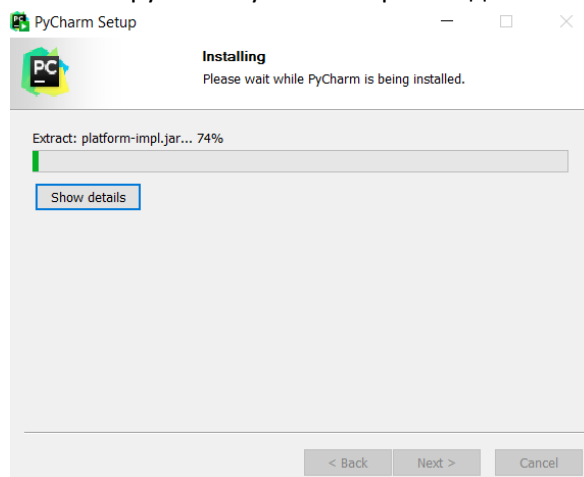 PyCharm Setup
PC
Installing
Please wait while PyCharm is being installed.
Extract: platform-impl.jar... 74%
Show details
< Back
Next >
Cancel